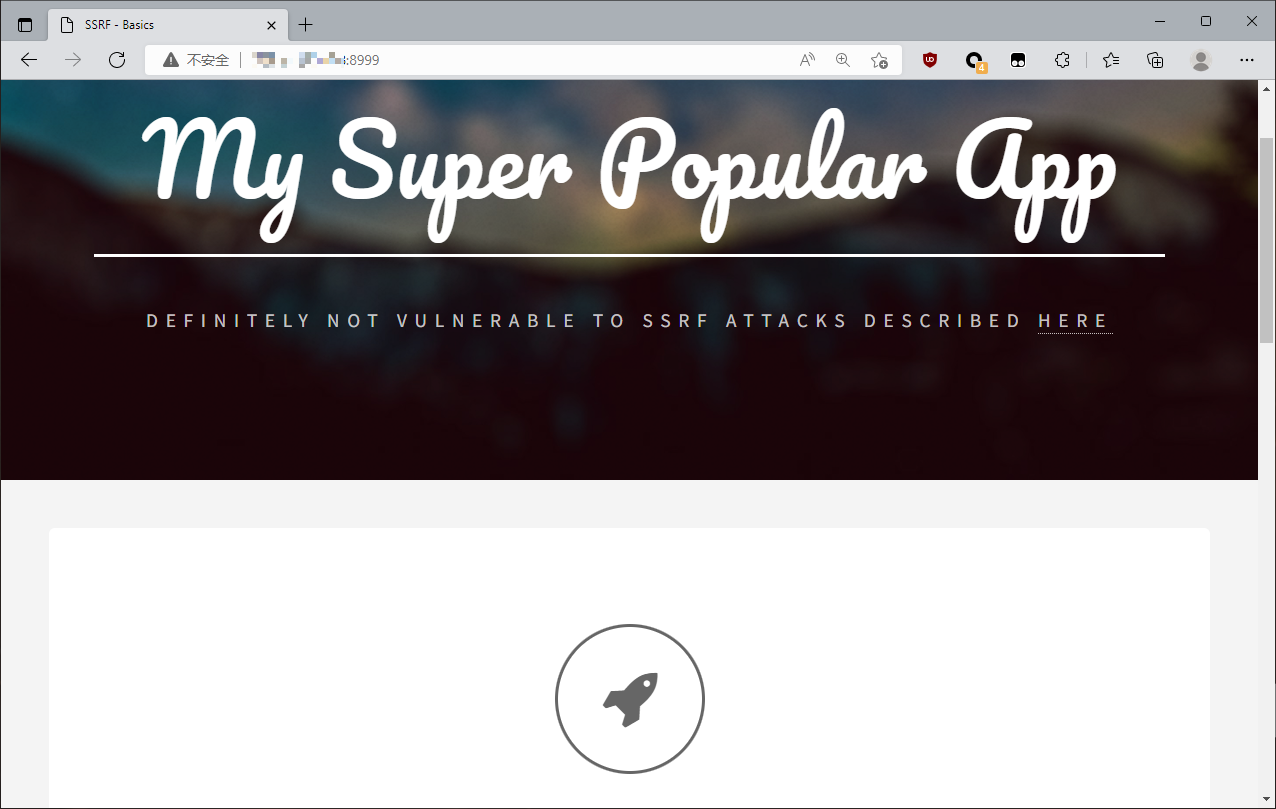 SSRF - Basics
不安全 :8999
4
My Super Popular App
DEFINITELY NOT VULNERABLE TO SSRF ATTACKS DESCRIBED HERE